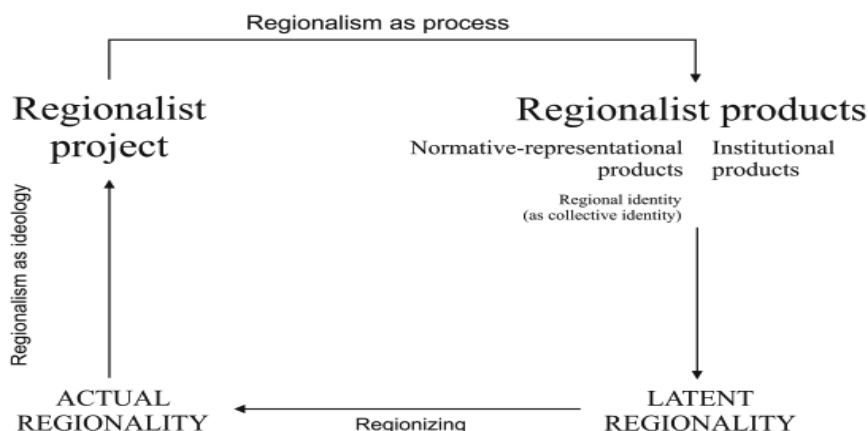 Regionalism as process
Regionalist
project
Regionalist products
Normative-representational
products
Institutional
products
Regional identity
(as collective identity)
Regionalism as ideology
ACTUAL
REGIONALITY
Regionizing
LATENT
REGIONALITY